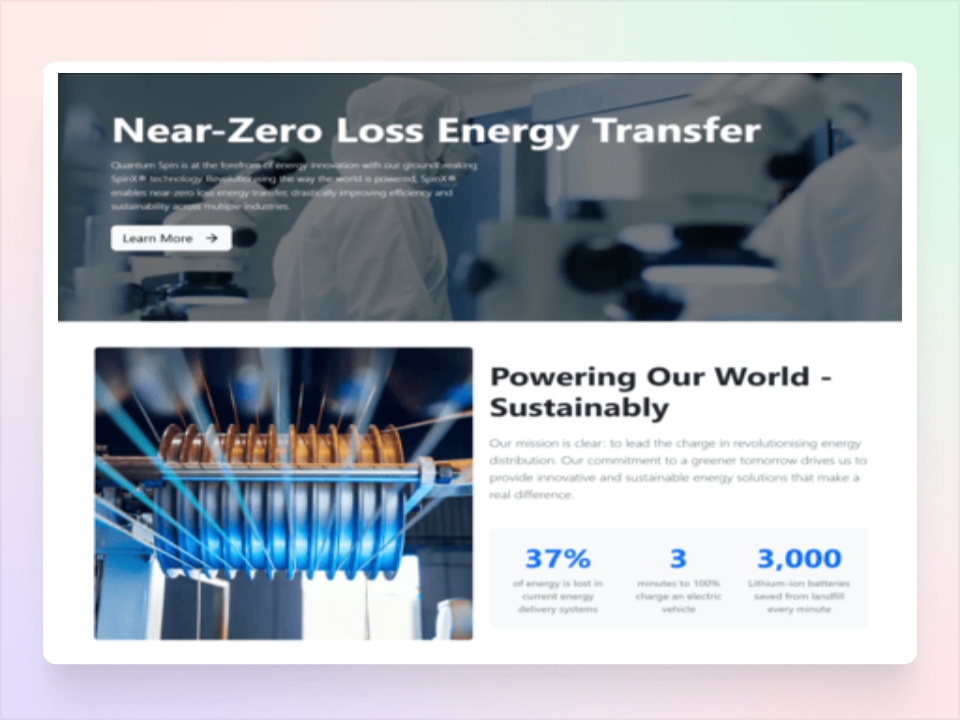 Near-Zero Loss Energy Transfer
Quantum Spin is at the forefront of energy innovation with our groundbreaking
SpinX® technology. Revolutionising the way the world is powered, SpinX®
enables near-zero loss energy transfer, drastically improving efficiency and
sustainability across multiple industries.
Learn More →
Powering Our World -
Sustainably
Our mission is clear: to lead the charge in revolutionising energy
distribution. Our commitment to a greener tomorrow drives us to
provide innovative and sustainable energy solutions that make a
real difference.
37%
of energy is lost in
current energy
delivery systems
3
minutes to 100%
charge an electric
vehicle
3,000
Lithium-ion batteries
saved from landfill
every minute